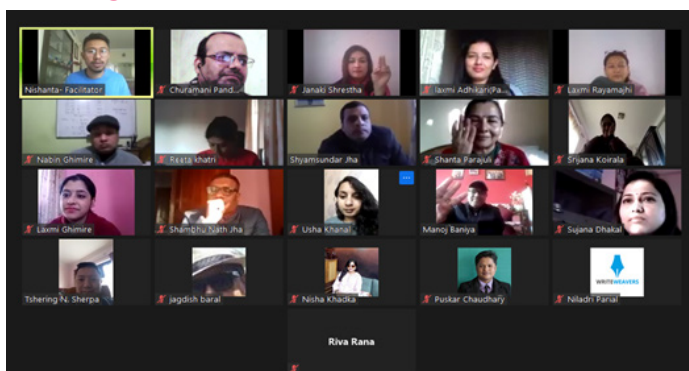 Nishanta- Facilitator
Churamani Pand...
Janaki Shrestha
laxmi Adhikari(Pa...
Laxmi Rayamajhi
Nabin Ghimire
Reeta khatri
Shyamsundar Jha
Shanta Parajuli
Srijana Koirala
Laxmi Ghimire
Shambhu Nath Jha
Usha Khanal
Manoj Baniya
Sujana Dhakal
Tshering N. Sherpa
jagdish baral
Nisha Khadka
Puskar Chaudhary
WRITEWEAVERS
Niladri Parial
Riva Rana